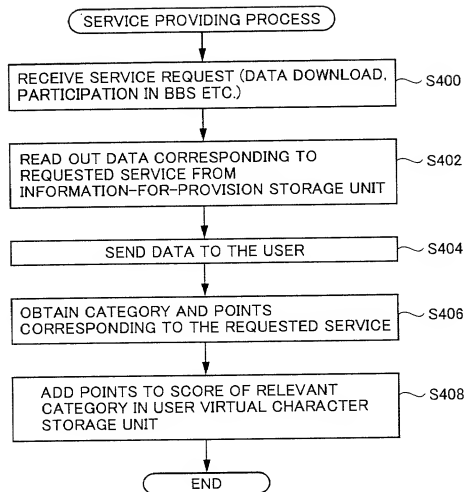 SERVICE PROVIDING PROCESS
RECEIVE SERVICE REQUEST (DATA DOWNLOAD,
PARTICIPATION IN BBS ETC.)
S400
READ OUT DATA CORRESPONDING TO
REQUESTED SERVICE FROM
INFORMATION-FOR-PROVISION STORAGE UNIT
S402
SEND DATA TO THE USER
S404
OBTAIN CATEGORY AND POINTS
CORRESPONDING TO THE REQUESTED SERVICE
S406
ADD POINTS TO SCORE OF RELEVANT
CATEGORY IN USER VIRTUAL CHARACTER
STORAGE UNIT
S408
END